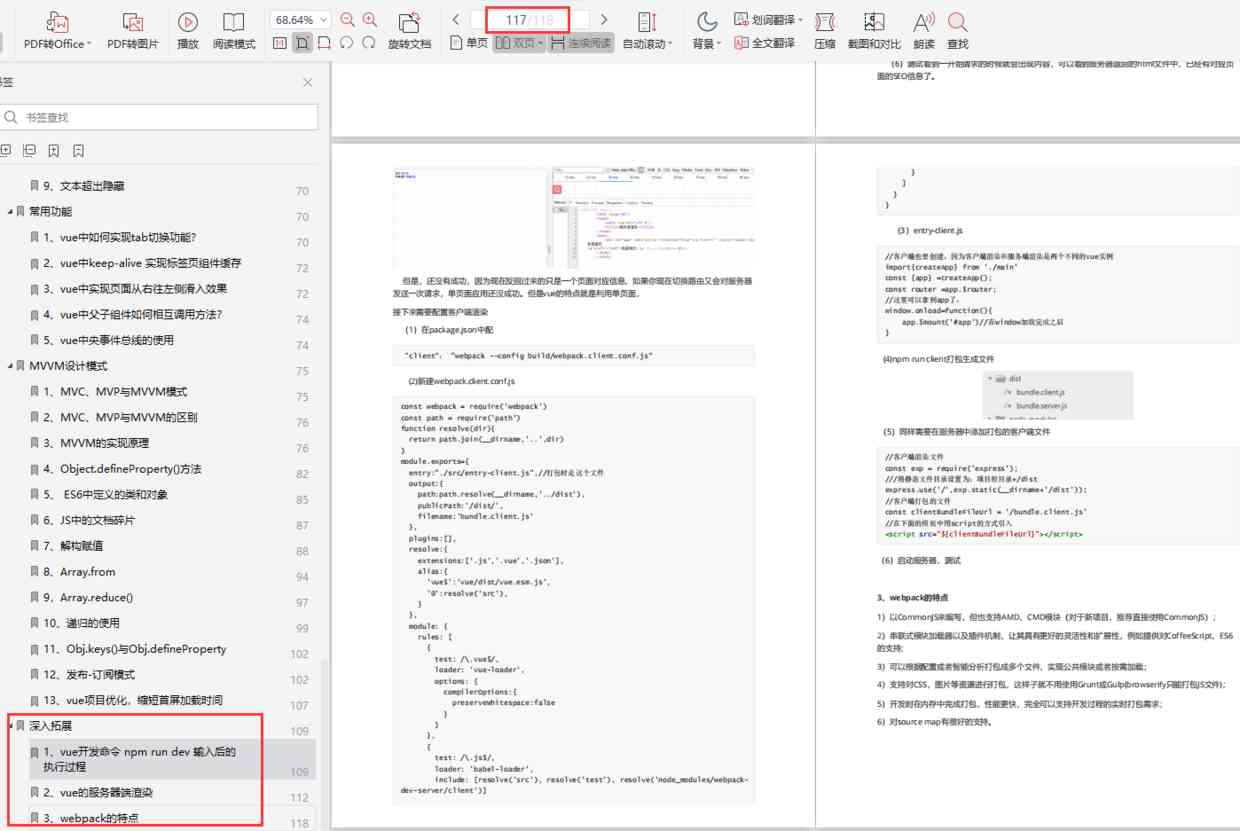 PDF转Office
PDF转图片
播放
阅读模式
68.64%
旋转文档
117/118
单页
双页
连续阅读
自动滚动
背景
划词翻译
全文翻译
压缩
截图和对比
朗读
查找
签
书签查找
9、文本超出隐藏 70
常用功能 70
1、vue中如何实现tab切换功能? 70
2、vue中keep-alive 实现标签页组件缓存 72
3、vue中实现页面从右往左侧滑入效果 72
4、vue中父子组件如何相互调用方法? 74
5、vue中央事件总线的使用 74
MVVM设计模式 75
1、MVC、MVP与MVVM模式 75
2、MVC、MVP与MVVM的区别 76
3、MVVM的实现原理 76
4、Object.defineProperty()方法 82
5、 ES6中定义的类和对象 85
6、JS中的文档碎片 87
7、解构赋值 88
8、Array.from 94
9、Array.reduce() 97
10、递归的使用 99
11、Obj.keys()与Obj.defineProperty 102
12、发布-订阅模式 102
13、vue项目优化，缩短首屏加载时间 107
深入拓展 109
1、vue开发命令 npm run dev 输入后的
执行过程 109
2、vue的服务器端渲染 112
3、webpack的特点 118
但是，还没有成功，因为现在返回过来的只是一个页面对应信息，如果你现在切换路由又会对服务器
发送一次请求，单页面应用还没成功。但是vue的特点就是利用单页面。
接下来需要配置客户端渲染
（1）在package.json中配
"client": "webpack --config build/webpack.client.conf.js"
(2)新建webpack.client.conf.js
const webpack = require('webpack')
const path = require('path')
function resolve(dir){
return path.join(__dirname,'..',dir)
}
module.exports={
entry:"./src/entry-client.js",//打包时走这个文件
output:{
path:path.resolve(__dirname,'../dist'),
publicPath:'/dist/',
filename:'bundle.client.js'
},
plugins:[],
resolve:{
extensions:['.js','.vue','.json'],
alias:{
'vue$':'vue/dist/vue.esm.js',
'@':resolve('src'),
}
},
module: {
rules: [
{
test: /\.vue$/,
loader: 'vue-loader',
options: {
compilerOptions:{
preserveWhitespace:false
}
}
},
{
test: /\.js$/,
loader: 'babel-loader',
include: [resolve('src'), resolve('test'), resolve('node_modules/webpack-
dev-server/client')]
（6）测试看到一开始请求的时候就会出现内容，可以看到服务器返回的html文件中，已经有对应页
面的SEO信息了。
}
]
}
}
（3）entry-client.js
//客户端也要创建，因为客户端渲染和服务端渲染是两个不同的vue实例
import{createApp} from './main'
const {app} =createApp();
const router =app.$router;
//这里可以拿到app了，
window.onload=function(){
app.$mount('#app')//在window加载完成之后
}
(4)npm run client打包生成文件
dist
bundle.client.js
bundle.server.js
（5）同样需要在服务器中添加打包的客户端文件
//客户端渲染文件
const exp = require('express');
///将静态文件目录设置为：项目根目录+/dist
express.use('/',exp.static(__dirname+'/dist'));
//客户端打包的文件
const clientBundleFileUrl = '/bundle.client.js'
//在下面的模板中用script的方式引入
<script src="${clientBundleFileUrl}"></script>
（6）启动服务器，测试
3、webpack的特点
1）以CommonJS来编写，但也支持AMD、CMD模块（对于新项目，推荐直接使用CommonJS）；
2）串联式模块加载器以及插件机制，让其具有更好的灵活性和扩展性，例如提供对CoffeeScript、ES6
的支持;
3）可以根据配置或者智能分析打包成多个文件，实现公共模块或者按需加载；
4）支持对CSS，图片等资源进行打包，这样子就不用使用Grunt或Gulp(browserify只能打包JS文件)；
5）开发时在内存中完成打包，性能更快，完全可以支持开发过程的实时打包需求；
6）对source map有很好的支持。